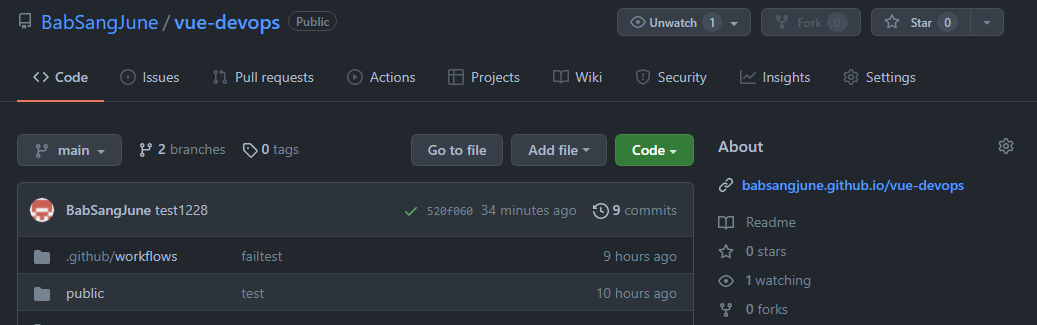 BabSangJune / vue-devops Public Unwatch 1 Fork 0 Star 0
Code Issues Pull requests Actions Projects Wiki Security Insights Settings
main 2 branches 0 tags Go to file Add file Code
BabSangJune test1228 520f060 34 minutes ago 9 commits
.github/workflows failtest 9 hours ago
public test 10 hours ago
About
babsangjune.github.io/vue-devops
Readme
0 stars
1 watching
0 forks